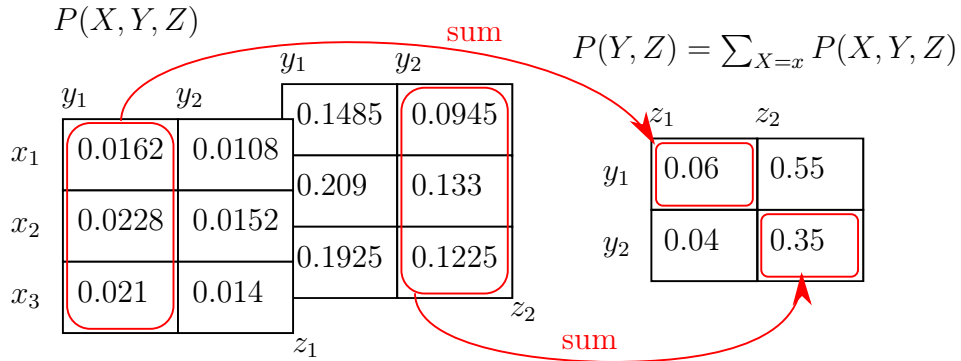 P(X, Y, Z)
sum
P(Y, Z) = ∑_{X=x} P(X, Y, Z)
y₁ y₂
y₁ y₂
0.1485 0.0945
0.209 0.133
0.1925 0.1225
z₂
x₁ 0.0162 0.0108
x₂ 0.0228 0.0152
x₃ 0.021 0.014
z₁
z₁ z₂
y₁ 0.06 0.55
y₂ 0.04 0.35
sum